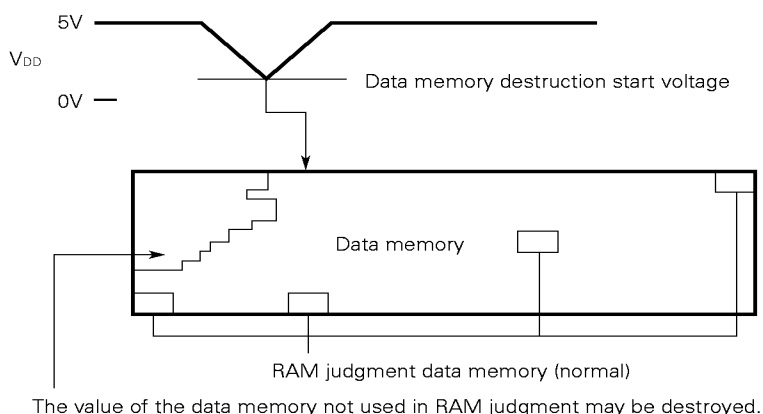 5V
VDD
Data memory destruction start voltage
0V
Data memory
RAM judgment data memory (normal)
The value of the data memory not used in RAM judgment may be destroyed.